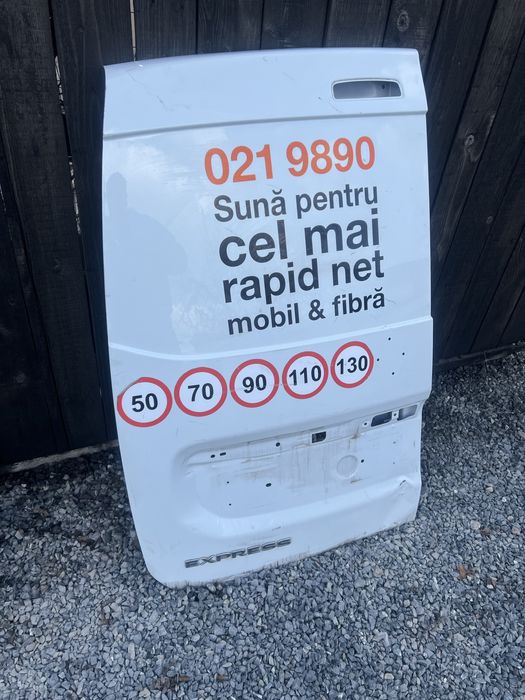 021 9890
Sună pentru
cel mai
rapid net
mobil & fibră
50 70 90 110 130
EXPRESS